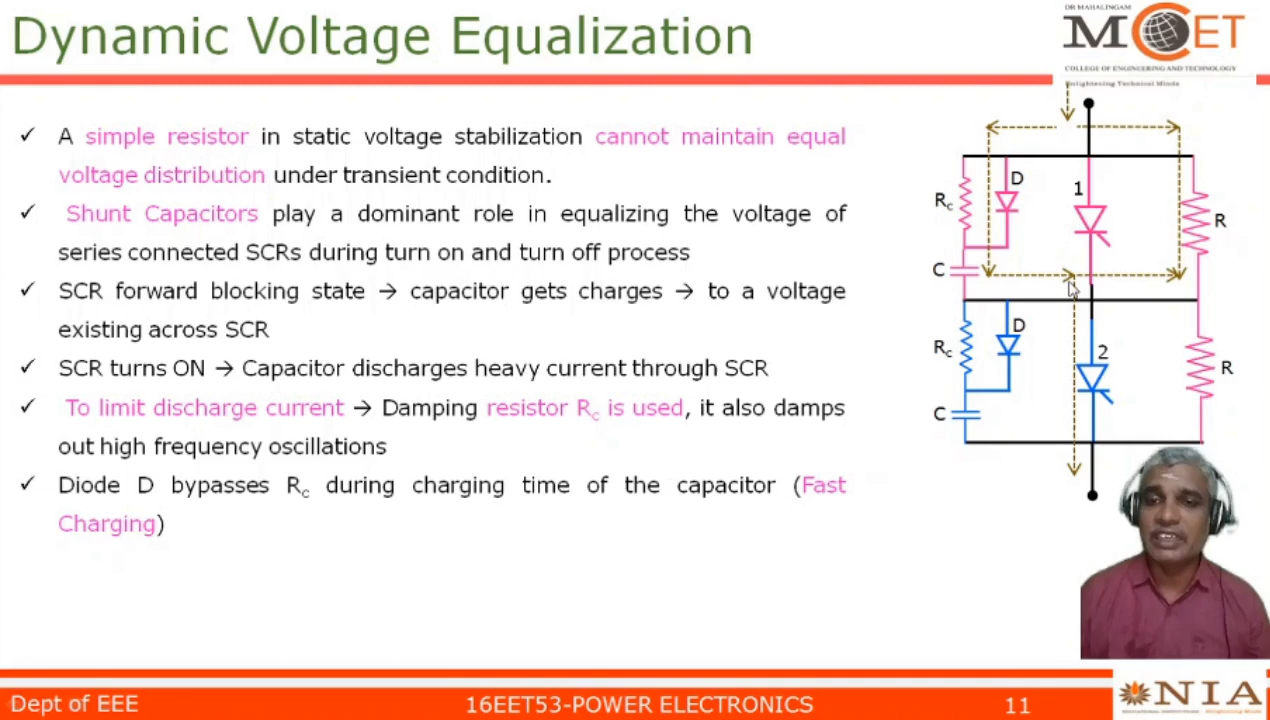 Dynamic Voltage Equalization
DR MAHALINGAM
MCET
COLLEGE OF ENGINEERING AND TECHNOLOGY
Enlightening Technical Minds
✓ A simple resistor in static voltage stabilization cannot maintain equal
voltage distribution under transient condition.
✓ Shunt Capacitors play a dominant role in equalizing the voltage of
series connected SCRs during turn on and turn off process
✓ SCR forward blocking state → capacitor gets charges → to a voltage
existing across SCR
✓ SCR turns ON → Capacitor discharges heavy current through SCR
✓ To limit discharge current → Damping resistor Rc is used, it also damps
out high frequency oscillations
✓ Diode D bypasses Rc during charging time of the capacitor (Fast
Charging)
Rc
D
1
R
C
Rc
D
2
R
C
Dept of EEE
16EET53-POWER ELECTRONICS
11
NIA